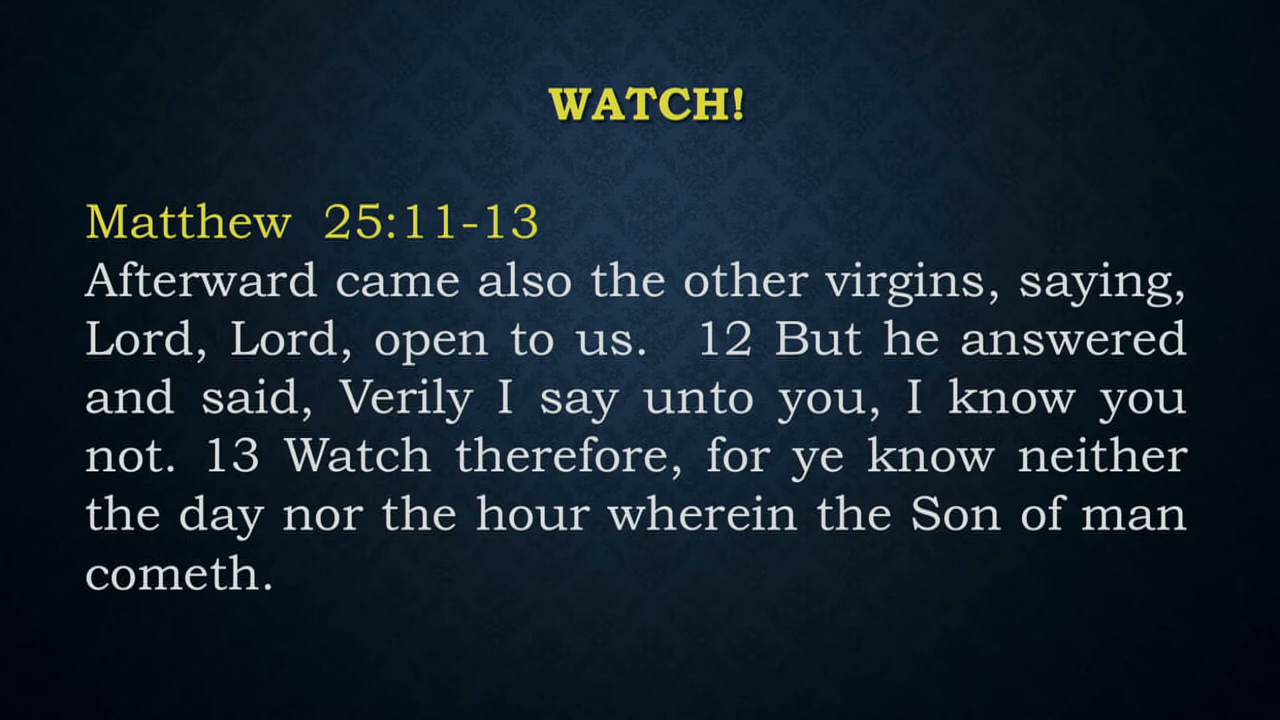 WATCH!
Matthew 25:11-13
Afterward came also the other virgins, saying,
Lord, Lord, open to us. 12 But he answered
and said, Verily I say unto you, I know you
not. 13 Watch therefore, for ye know neither
the day nor the hour wherein the Son of man
cometh.